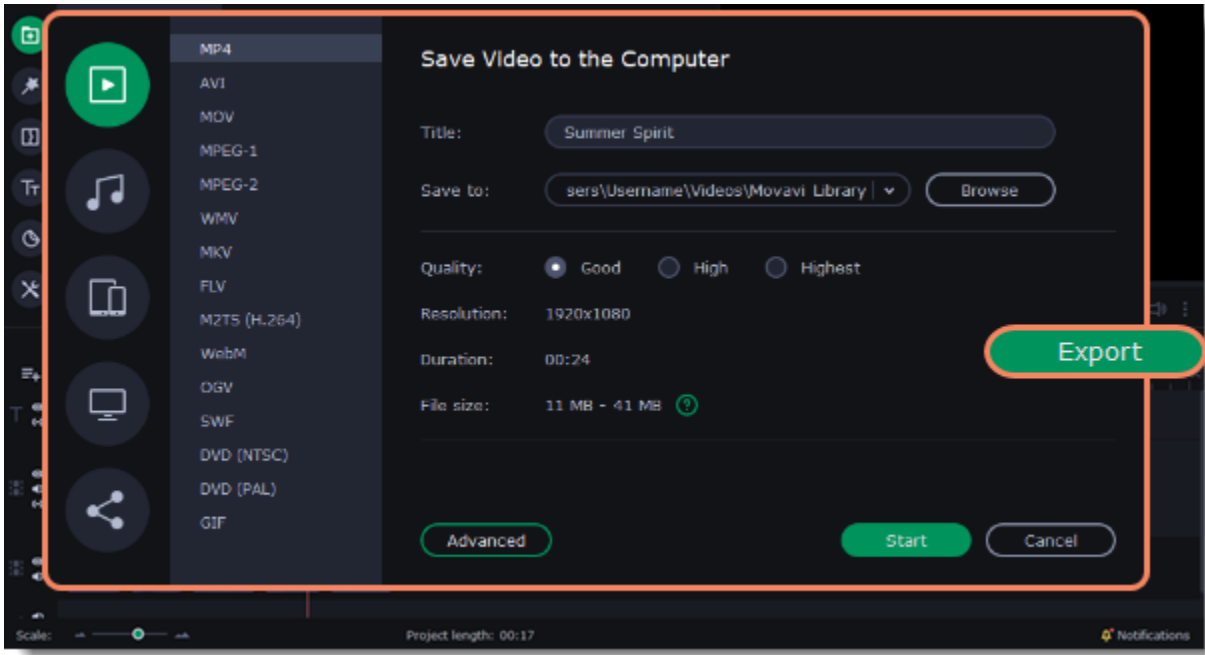 MP4
AVI
MOV
MPEG-1
MPEG-2
WMV
MKV
FLV
M2TS (H.264)
WebM
OGV
SWF
DVD (NTSC)
DVD (PAL)
GIF
Save Video to the Computer
Title: Summer Spirit
Save to: sers\Username\Videos\Movavi Library Browse
Quality: Good High Highest
Resolution: 1920x1080
Duration: 00:24
File size: 11 MB - 41 MB ?
Export
Advanced Start Cancel
Tт
T
Scale: Project length: 00:17 Notifications